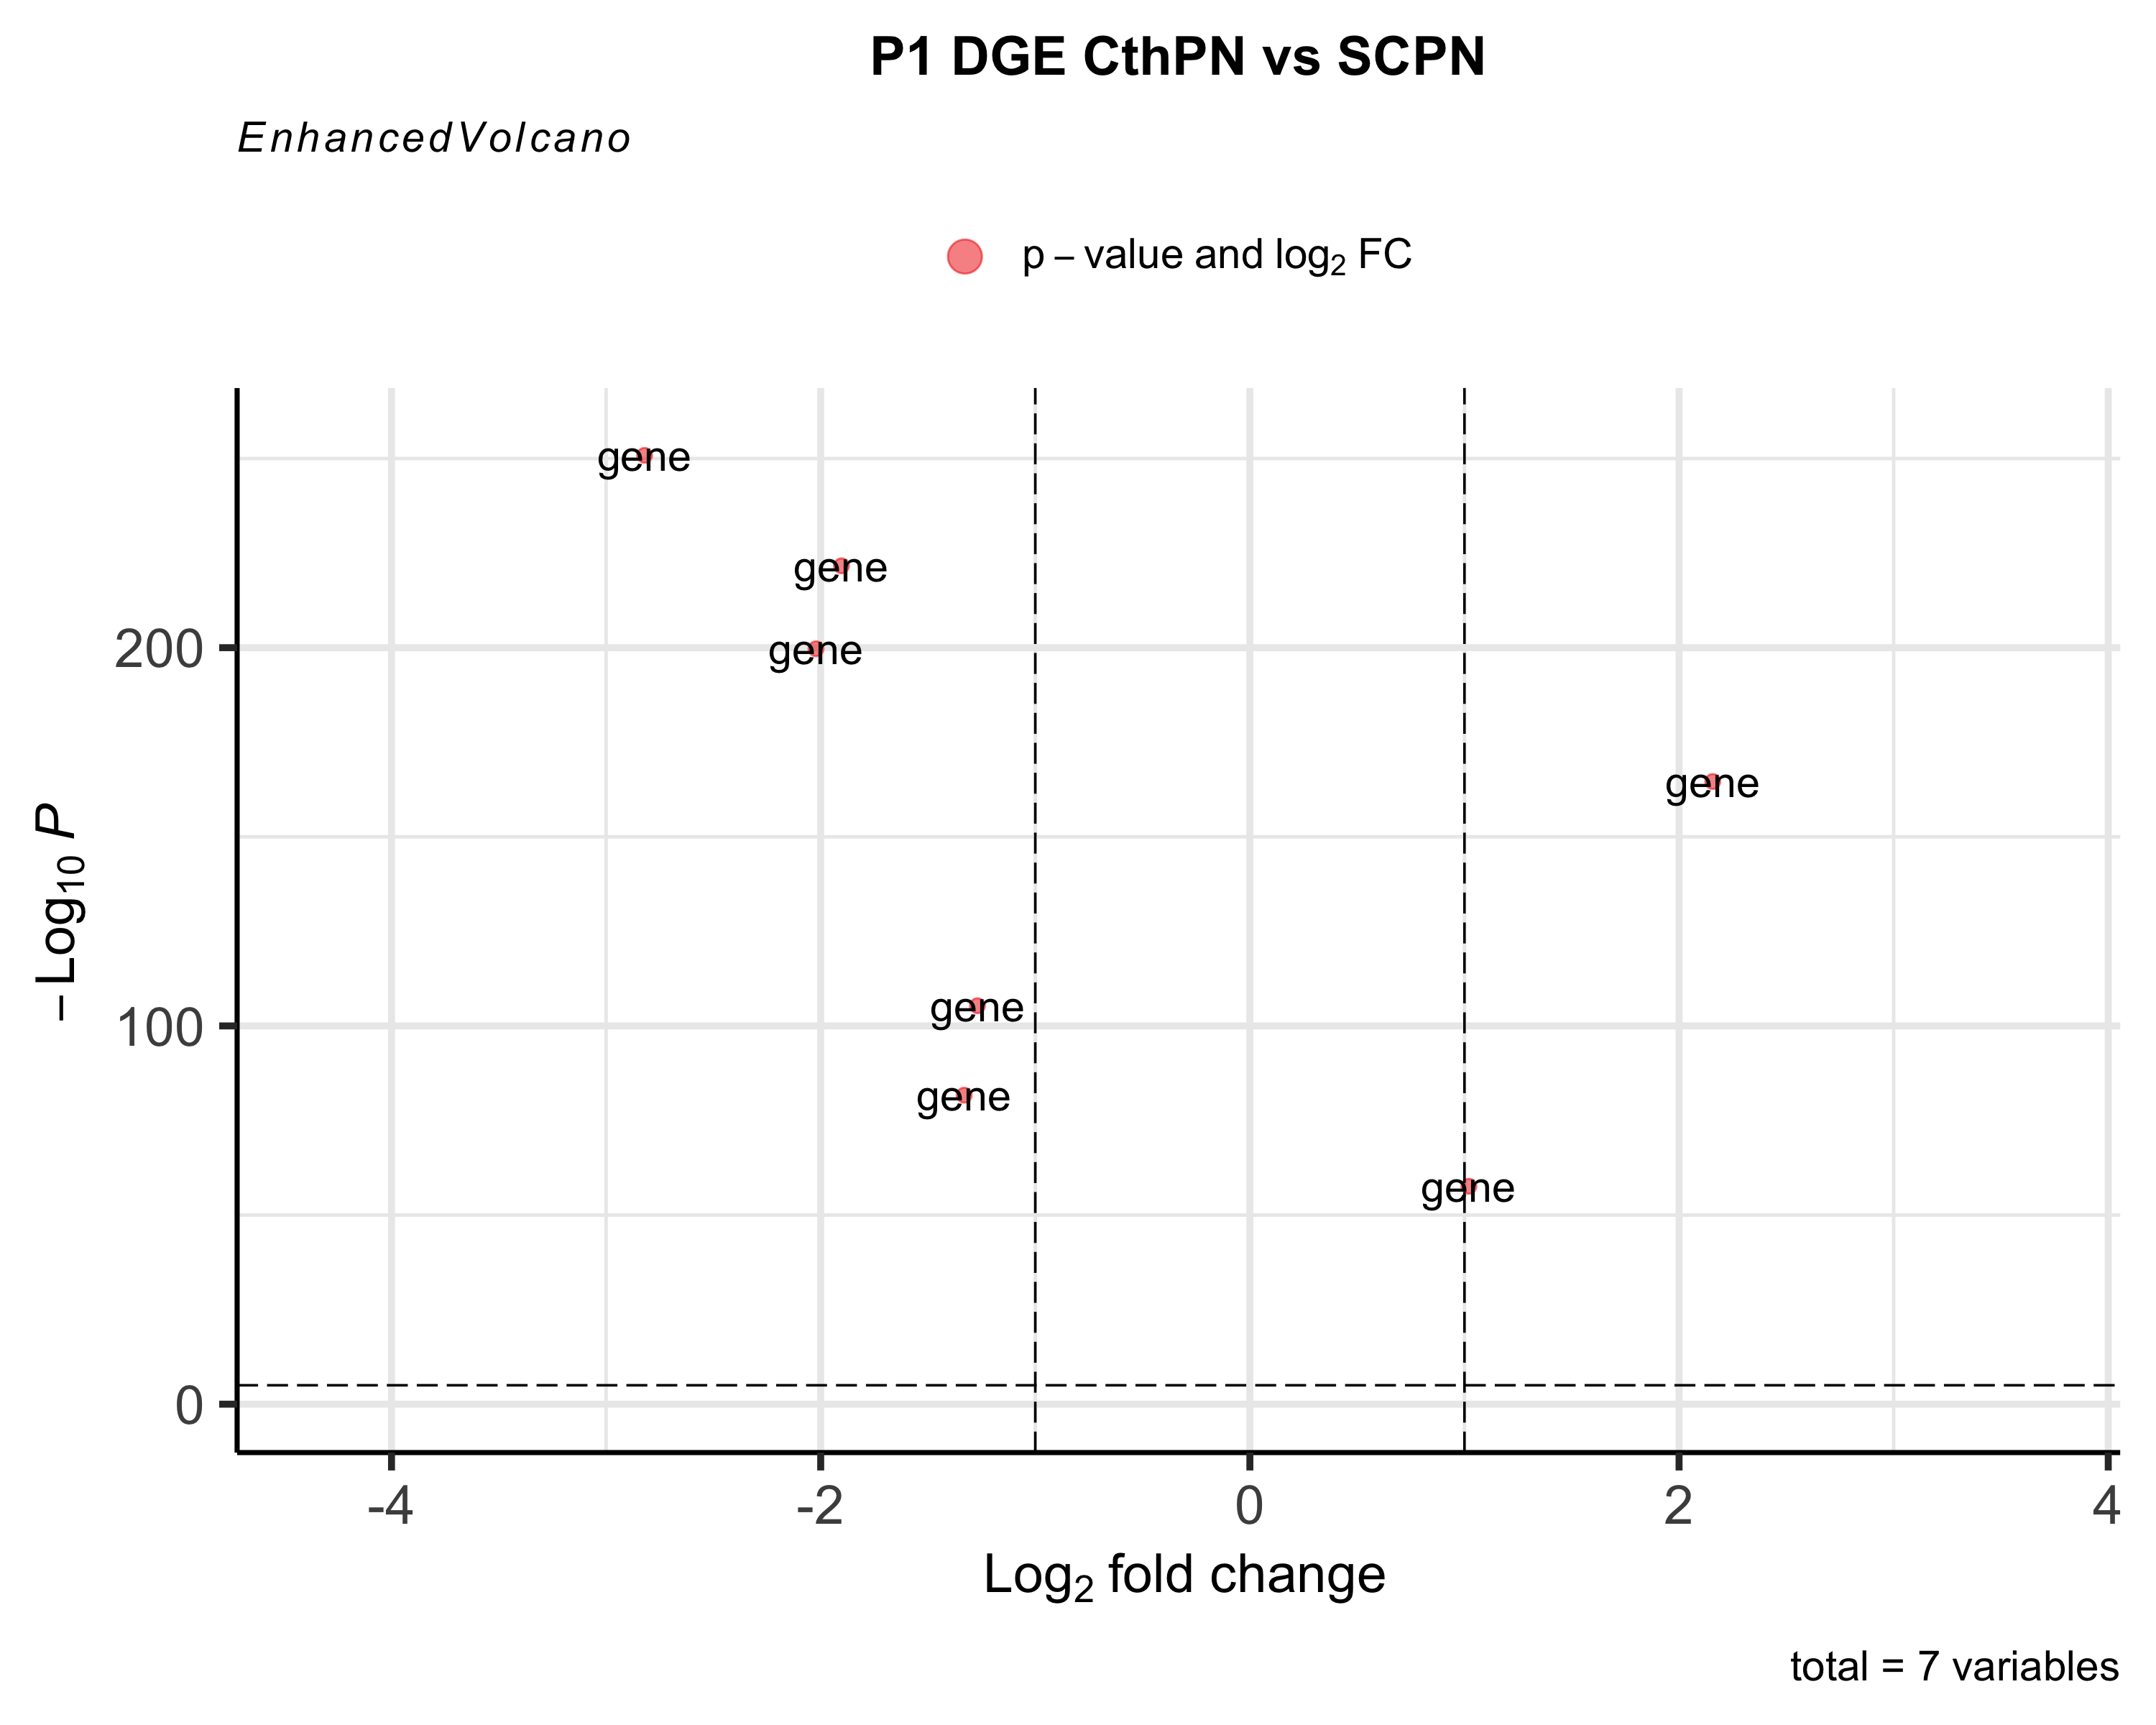 P1 DGE CthPN vs SCPN
EnhancedVolcano
p – value and log₂ FC
gene
gene
200
gene
gene
– Log₁₀ P
100
gene
gene
gene
0
-4 -2 0 2 4
Log₂ fold change
total = 7 variables